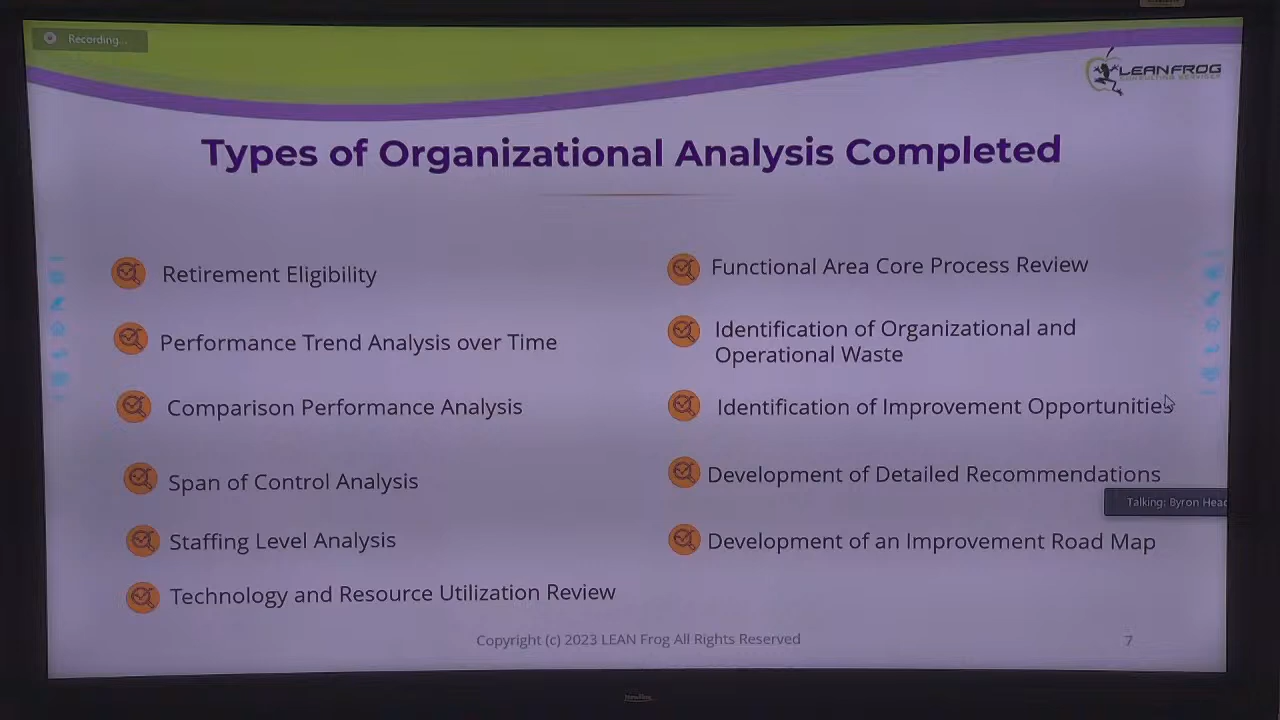 Recording...
LEANFROG
CONSULTING SERVICES
Types of Organizational Analysis Completed
Retirement Eligibility
Performance Trend Analysis over Time
Comparison Performance Analysis
Span of Control Analysis
Staffing Level Analysis
Technology and Resource Utilization Review
Functional Area Core Process Review
Identification of Organizational and
Operational Waste
Identification of Improvement Opportunities
Development of Detailed Recommendations
Talking: Byron Head
Development of an Improvement Road Map
Copyright (c) 2023 LEAN Frog All Rights Reserved
7